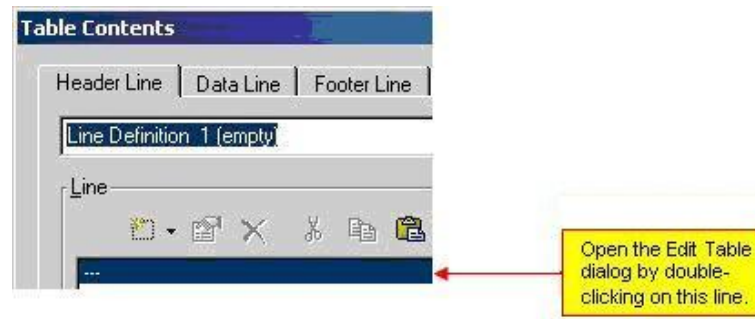 Table Contents
Header Line Data Line Footer Line
Line Definition 1 (empty)
Line
---
Open the Edit Table
dialog by double-
clicking on this line.